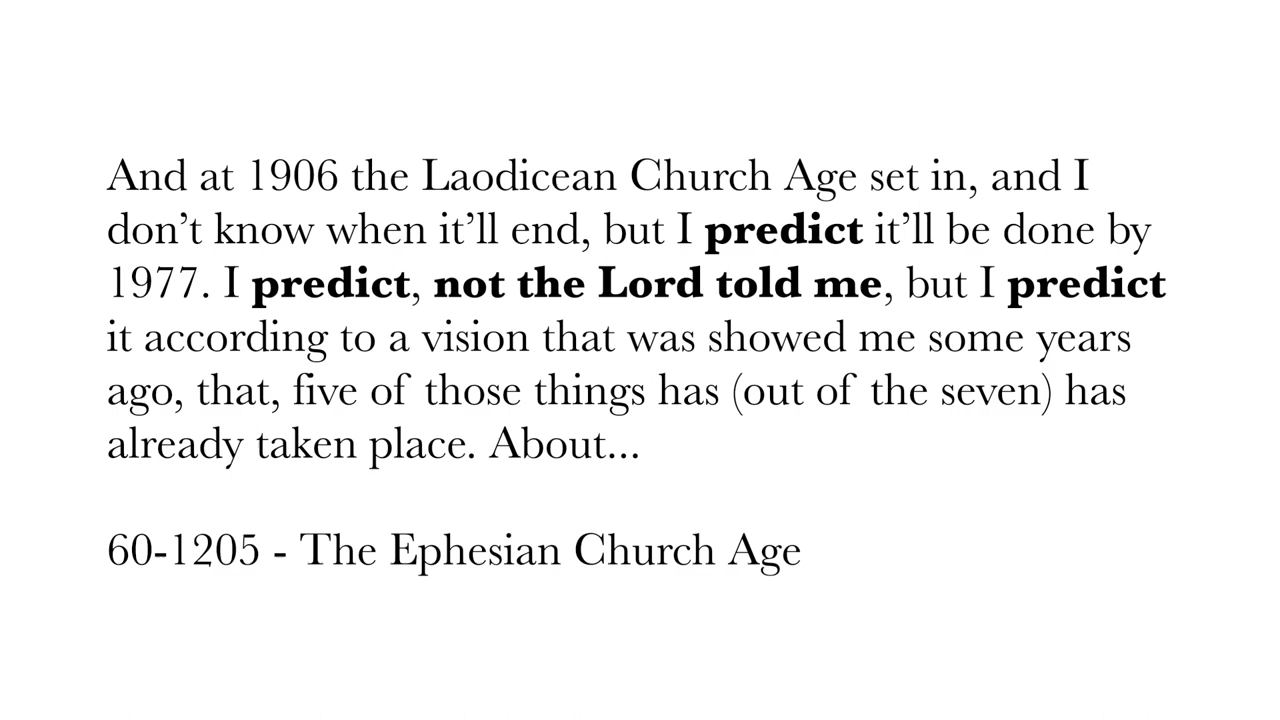 And at 1906 the Laodicean Church Age set in, and I
don’t know when it’ll end, but I predict it’ll be done by
1977. I predict, not the Lord told me, but I predict
it according to a vision that was showed me some years
ago, that, five of those things has (out of the seven) has
already taken place. About...
60-1205 - The Ephesian Church Age